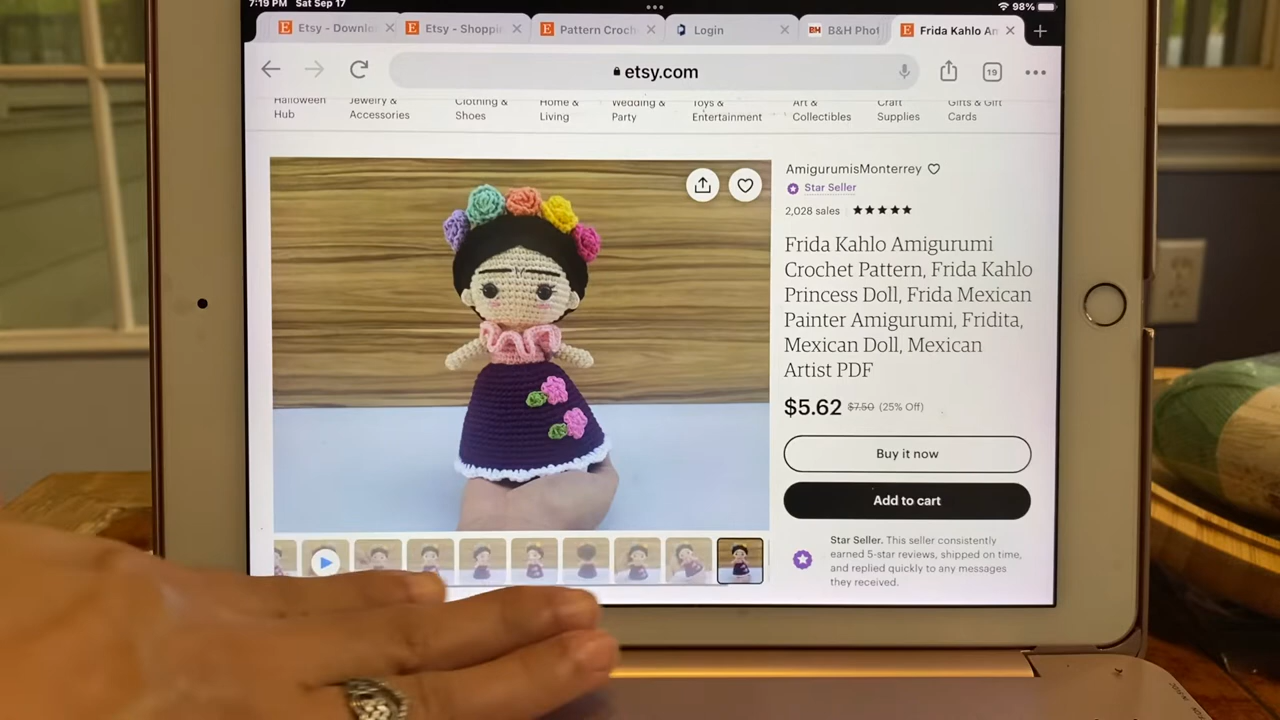 7:19 PM Sat Sep 17
98%
Etsy - Downlo
Etsy - Shoppi
Pattern Croch
Login
B&H Phot
Frida Kahlo Am
etsy.com
19
Halloween Hub
Jewelry & Accessories
Clothing & Shoes
Home & Living
Wedding & Party
Toys & Entertainment
Art & Collectibles
Craft Supplies
Gifts & Gift Cards
AmigurumisMonterrey
Star Seller
2,028 sales
Frida Kahlo Amigurumi
Crochet Pattern, Frida Kahlo
Princess Doll, Frida Mexican
Painter Amigurumi, Fridita,
Mexican Doll, Mexican
Artist PDF
$5.62 $7.50 (25% Off)
Buy it now
Add to cart
Star Seller. This seller consistently
earned 5-star reviews, shipped on time,
and replied quickly to any messages
they received.